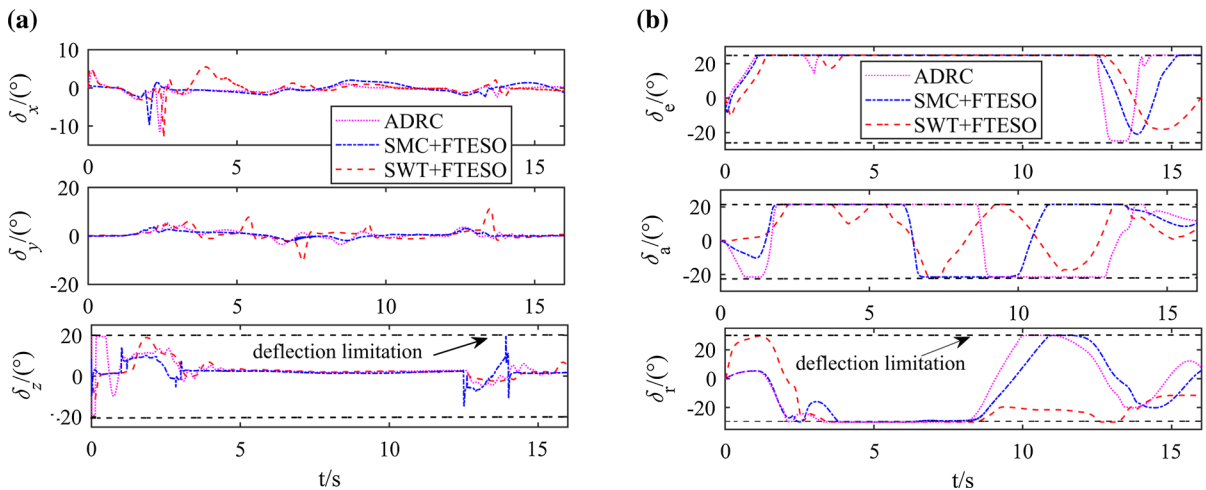 (a)
10
0
-10
δx/(°)
0 5 10 15
ADRC
SMC+FTESO
SWT+FTESO
20
0
-20
δy/(°)
0 5 10 15
20
0
-20
δz/(°)
deflection limitation
0 5 10 15
t/s
(b)
20
0
-20
δe/(°)
ADRC
SMC+FTESO
SWT+FTESO
0 5 10 15
20
0
-20
δa/(°)
0 5 10 15
20
0
-20
δr/(°)
deflection limitation
0 5 10 15
t/s